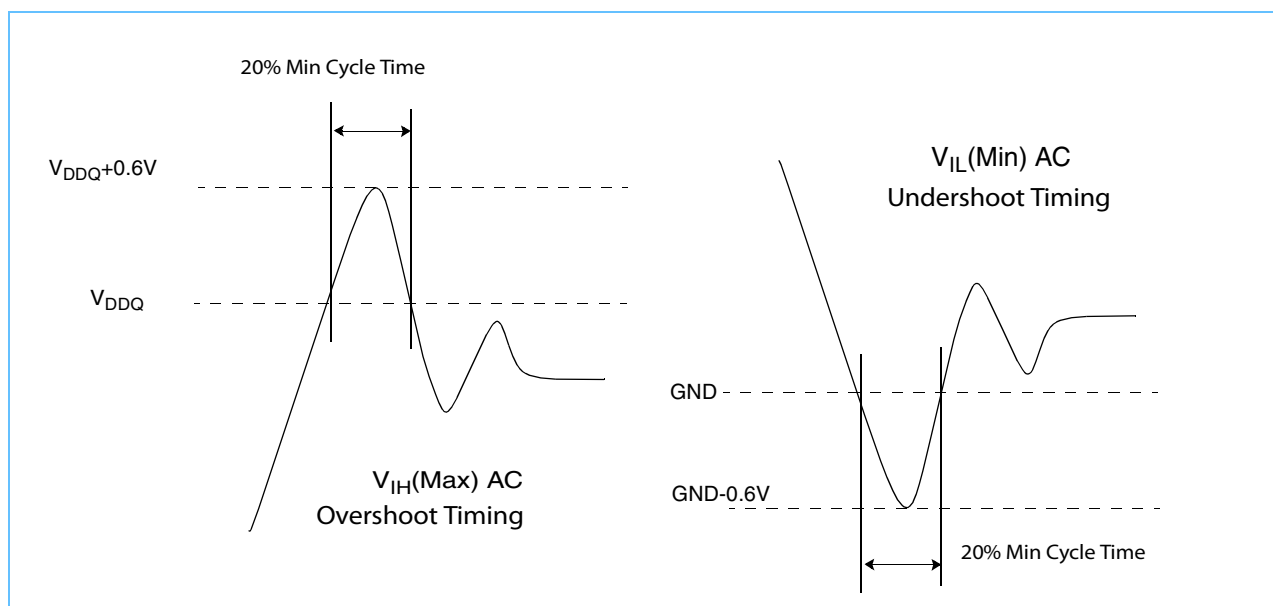 20% Min Cycle Time
VDDQ+0.6V
VDDQ
VIH(Max) AC
Overshoot Timing
VIL(Min) AC
Undershoot Timing
GND
GND-0.6V
20% Min Cycle Time